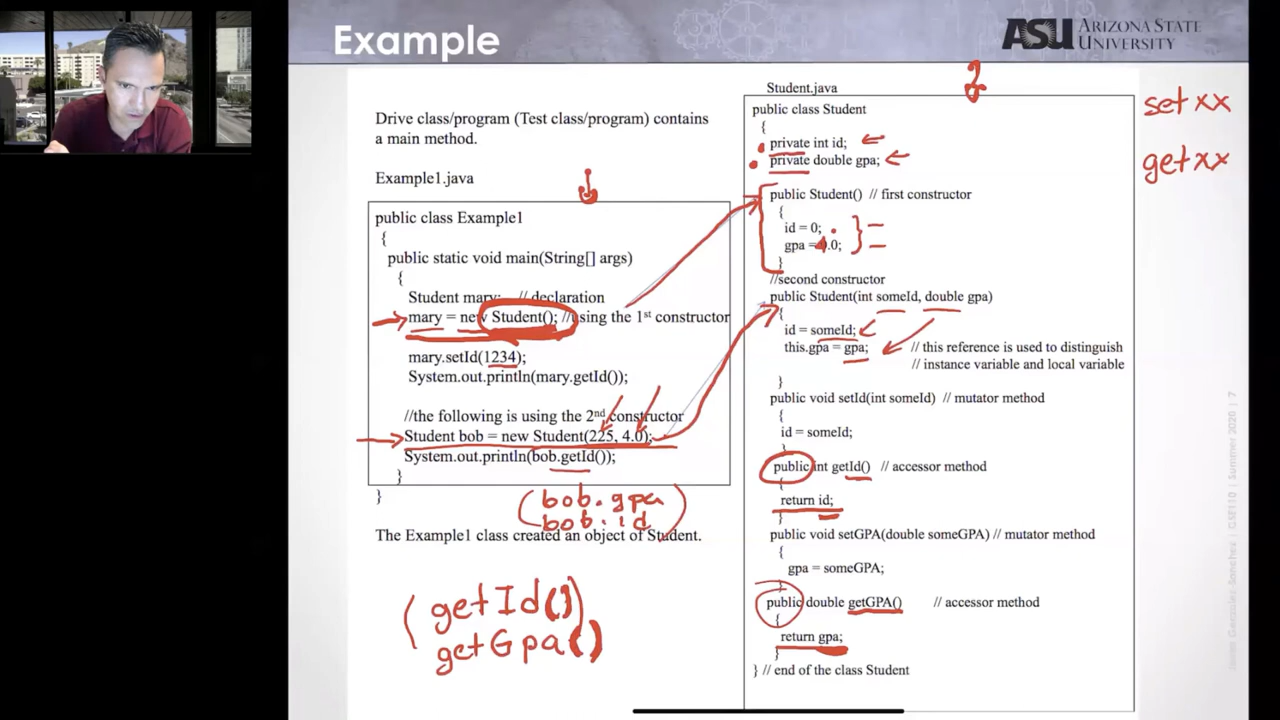 Example
ASU ARIZONA STATE
UNIVERSITY
Drive class/program (Test class/program) contains
a main method.
Example1.java
public class Example1
{
public static void main(String[] args)
{
Student mary; // declaration
mary = new Student(); //using the 1st constructor
mary.setId(1234);
System.out.println(mary.getId());
//the following is using the 2nd constructor
Student bob = new Student(225, 4.0);
System.out.println(bob.getId());
}
}
(bob.gpa
bob.id)
The Example1 class created an object of Student.
(getId()
getGpa())
Student.java
public class Student
{
private int id;
private double gpa;
public Student() // first constructor
{
id = 0;
gpa = .0;
}
//second constructor
public Student(int someId, double gpa)
{
id = someId;
this.gpa = gpa; // this reference is used to distinguish
// instance variable and local variable
}
public void setId(int someId) // mutator method
{
id = someId;
}
public int getId() // accessor method
{
return id;
}
public void setGPA(double someGPA) // mutator method
{
gpa = someGPA;
}
public double getGPA() // accessor method
{
return gpa;
}
} // end of the class Student
set xx
get xx
Javier Gonzalez-Sanchez | CSE110 | Summer 2020 | 7